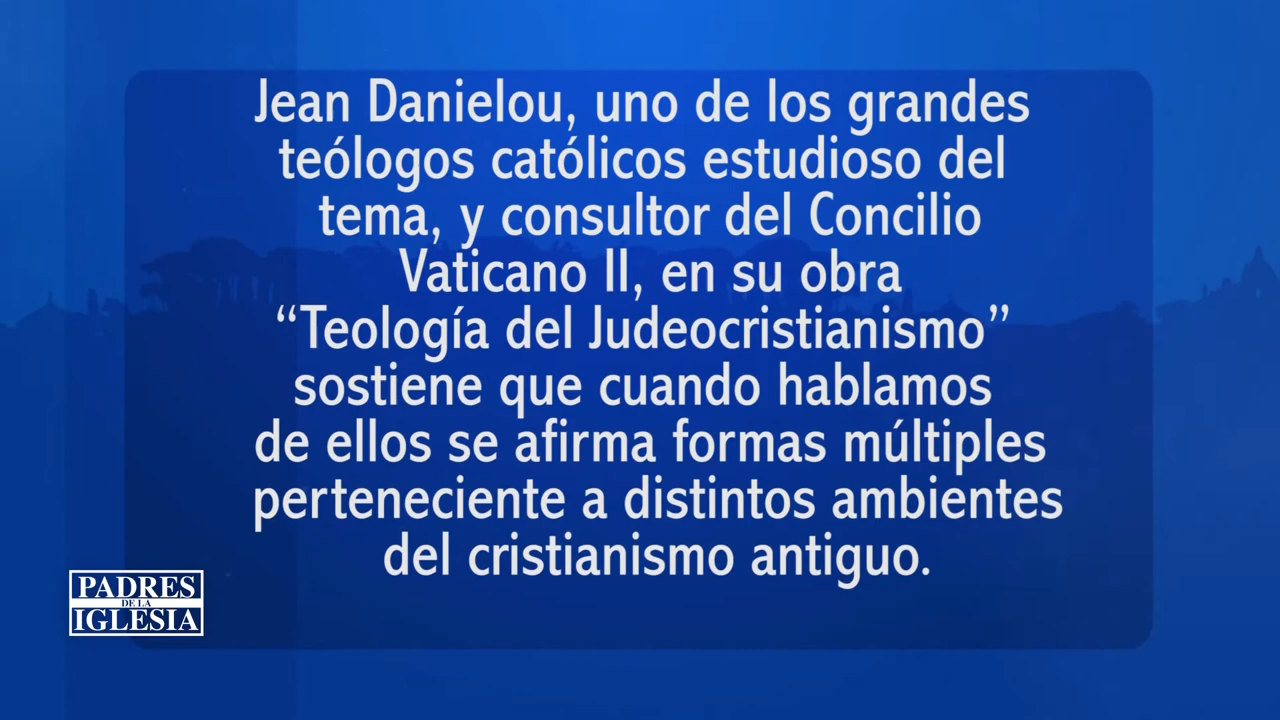 Jean Danielou, uno de los grandes
teólogos católicos estudioso del
tema, y consultor del Concilio
Vaticano II, en su obra
“Teología del Judeocristianismo”
sostiene que cuando hablamos
de ellos se afirma formas múltiples
perteneciente a distintos ambientes
del cristianismo antiguo.
PADRES
DE LA
IGLESIA